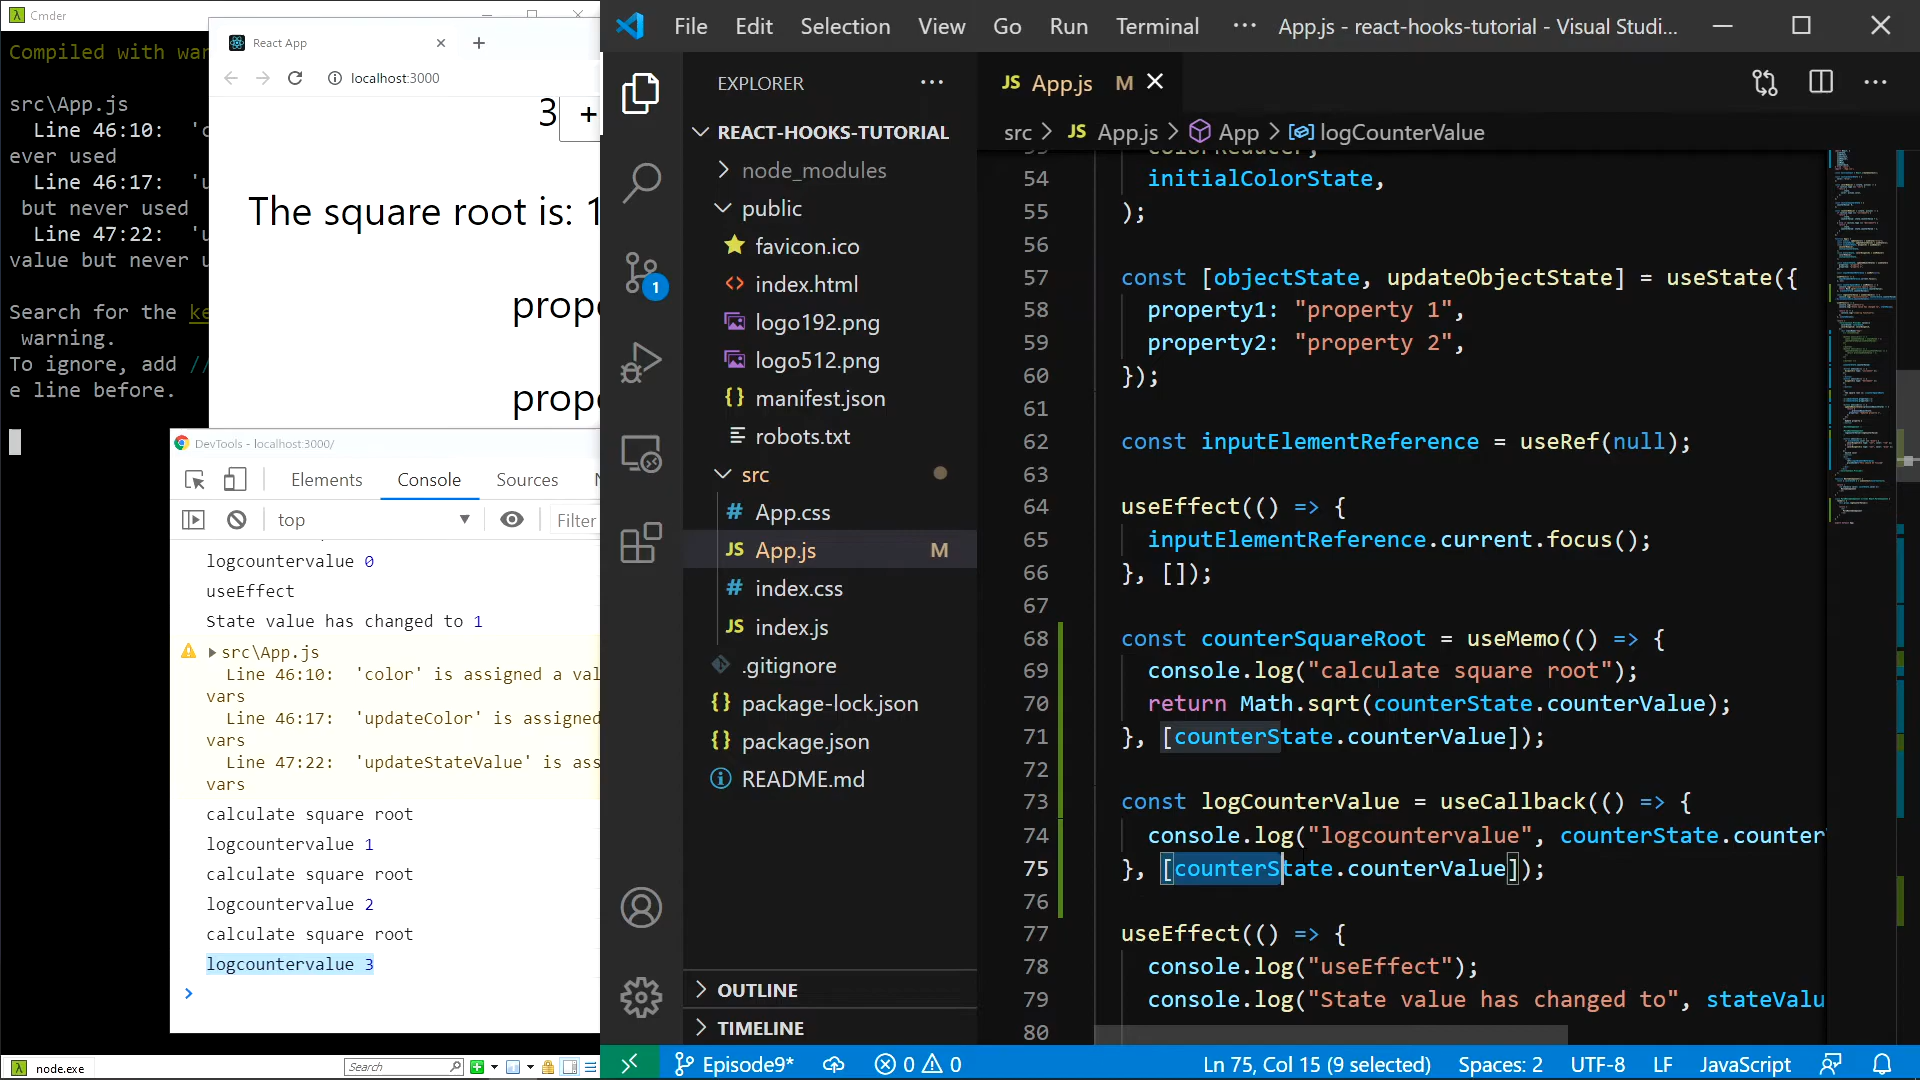 Cmder
Compiled with war
src\App.js
Line 46:10: 'c
ever used
Line 46:17: 'u
but never used
Line 47:22: 'u
value but never u
Search for the ke
warning.
To ignore, add //
e line before.
React App
localhost:3000
3 +
The square root is: 1
prope
prope
DevTools - localhost:3000/
Elements Console Sources
top
Filter
logcountervalue 0
useEffect
State value has changed to 1
src\App.js
Line 46:10: 'color' is assigned a val
vars
Line 46:17: 'updateColor' is assigned
vars
Line 47:22: 'updateStateValue' is ass
vars
calculate square root
logcountervalue 1
calculate square root
logcountervalue 2
calculate square root
logcountervalue 3
node.exe
Search
File Edit Selection View Go Run Terminal ··· App.js - react-hooks-tutorial - Visual Studi...
EXPLORER
REACT-HOOKS-TUTORIAL
node_modules
public
favicon.ico
index.html
logo192.png
logo512.png
manifest.json
robots.txt
src
App.css
JS App.js M
index.css
JS index.js
.gitignore
package-lock.json
package.json
README.md
OUTLINE
TIMELINE
1
JS App.js M
src > JS App.js > App > logCounterValue
53 colorReducer,
54 initialColorState,
55 );
56
57 const [objectState, updateObjectState] = useState({
58 property1: "property 1",
59 property2: "property 2",
60 });
61
62 const inputElementReference = useRef(null);
63
64 useEffect(() => {
65 inputElementReference.current.focus();
66 }, []);
67
68 const counterSquareRoot = useMemo(() => {
69 console.log("calculate square root");
70 return Math.sqrt(counterState.counterValue);
71 }, [counterState.counterValue]);
72
73 const logCounterValue = useCallback(() => {
74 console.log("logcountervalue", counterState.counter
75 }, [counterState.counterValue]);
76
77 useEffect(() => {
78 console.log("useEffect");
79 console.log("State value has changed to", stateValu
80
Episode9* 0 0 Ln 75, Col 15 (9 selected) Spaces: 2 UTF-8 LF JavaScript